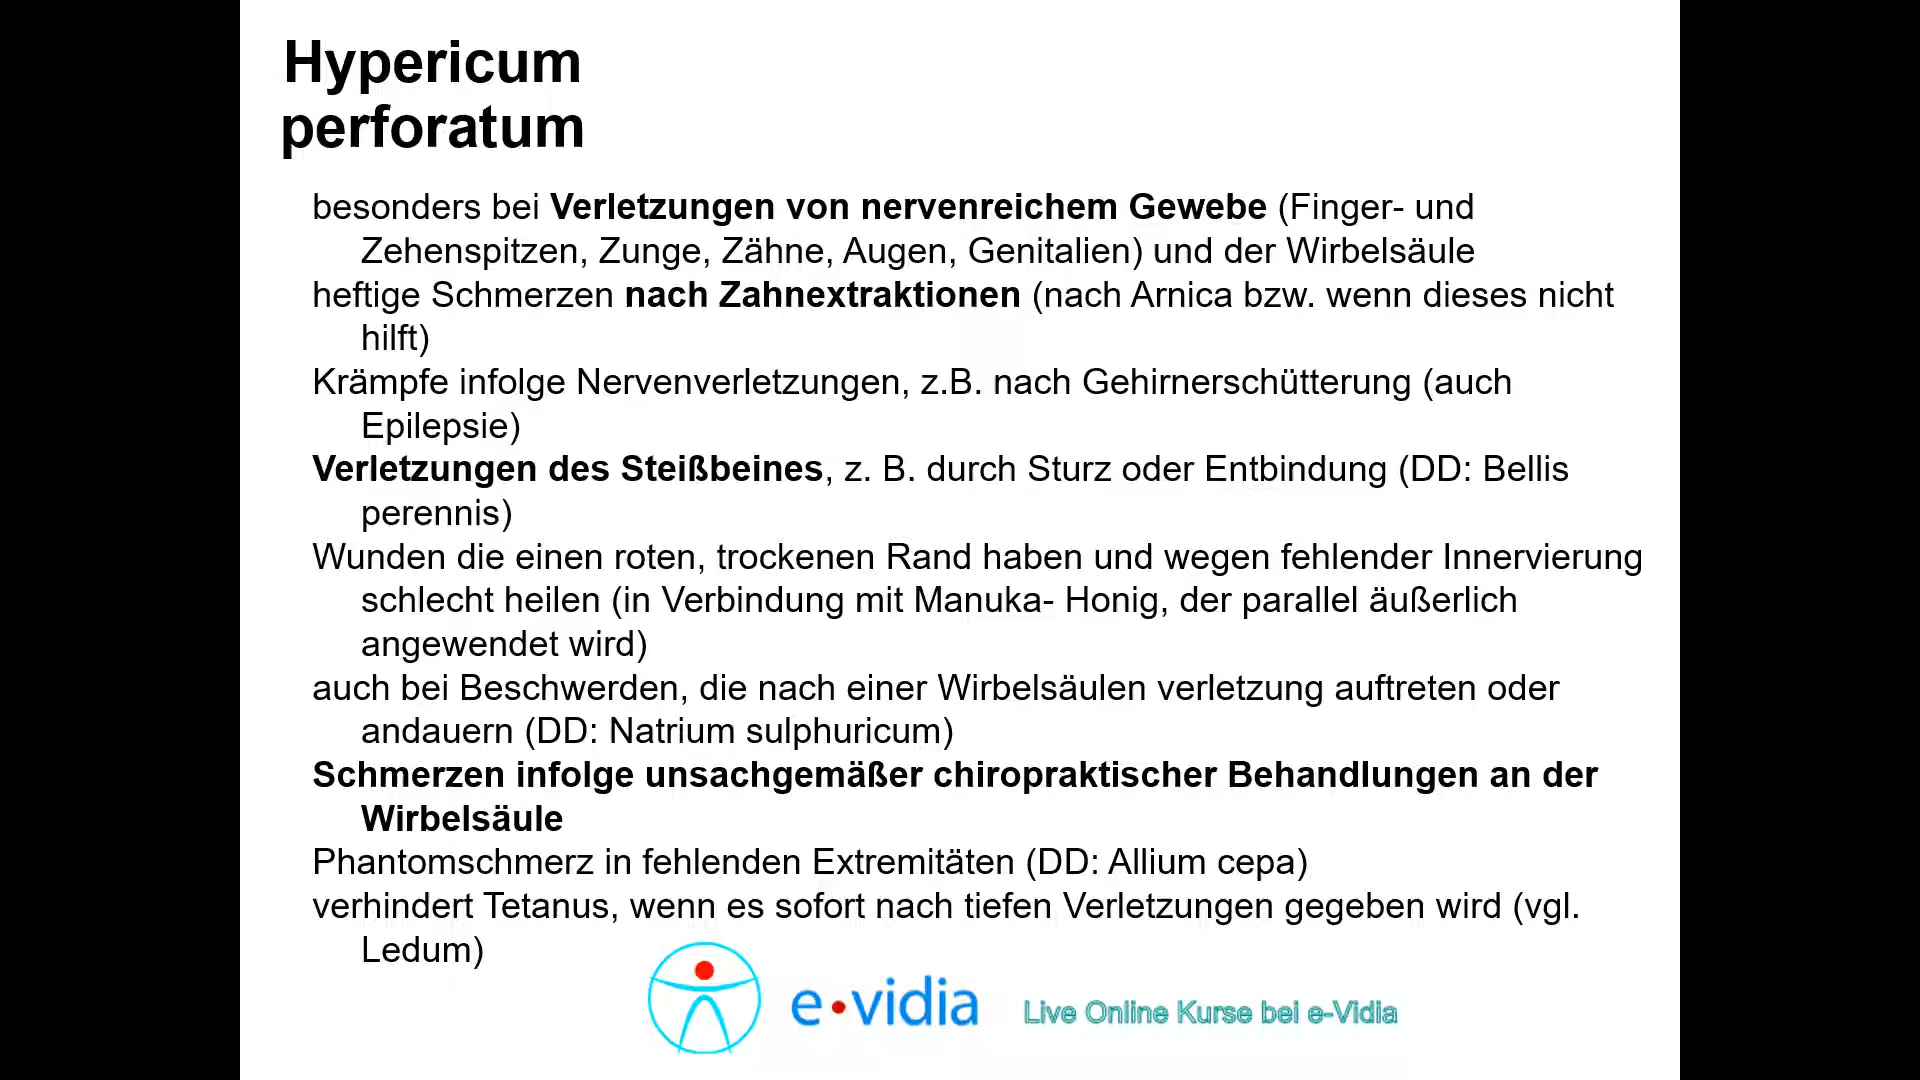 Hypericum
perforatum
besonders bei Verletzungen von nervenreichem Gewebe (Finger- und
Zehenspitzen, Zunge, Zähne, Augen, Genitalien) und der Wirbelsäule
heftige Schmerzen nach Zahnextraktionen (nach Arnica bzw. wenn dieses nicht
hilft)
Krämpfe infolge Nervenverletzungen, z.B. nach Gehirnerschütterung (auch
Epilepsie)
Verletzungen des Steißbeines, z. B. durch Sturz oder Entbindung (DD: Bellis
perennis)
Wunden die einen roten, trockenen Rand haben und wegen fehlender Innervierung
schlecht heilen (in Verbindung mit Manuka- Honig, der parallel äußerlich
angewendet wird)
auch bei Beschwerden, die nach einer Wirbelsäulen verletzung auftreten oder
andauern (DD: Natrium sulphuricum)
Schmerzen infolge unsachgemäßer chiropraktischer Behandlungen an der
Wirbelsäule
Phantomschmerz in fehlenden Extremitäten (DD: Allium cepa)
verhindert Tetanus, wenn es sofort nach tiefen Verletzungen gegeben wird (vgl.
Ledum)
e•vidia
Live Online Kurse bei e-Vidia